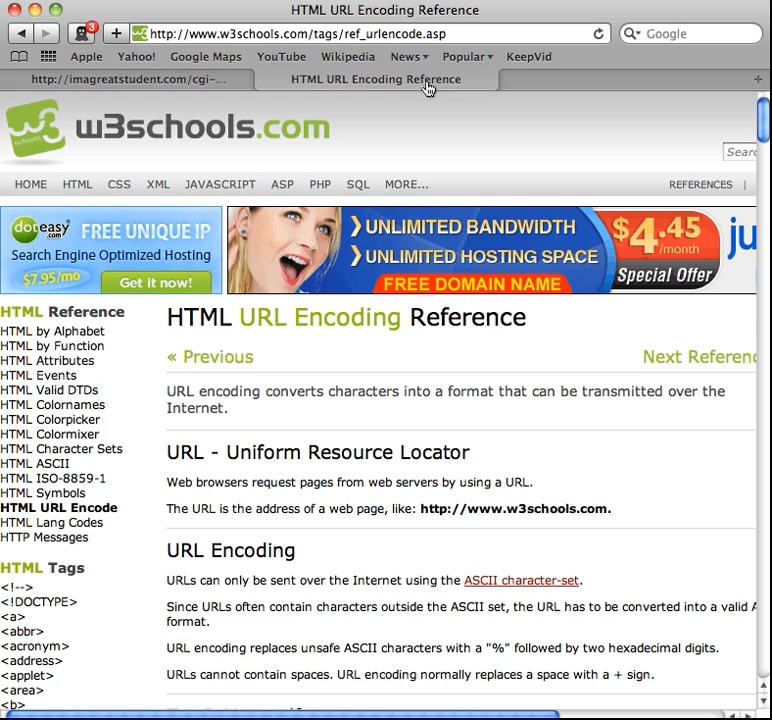 HTML URL Encoding Reference
3
http://www.w3schools.com/tags/ref_urlencode.asp
Google
Apple
Yahoo!
Google Maps
YouTube
Wikipedia
News
Popular
KeepVid
http://imagreatstudent.com/cgi-...
HTML URL Encoding Reference
w3
schools
w3schools.com
HOME
HTML
CSS
XML
JAVASCRIPT
ASP
PHP
SQL
MORE...
REFERENCES |
doteasy.com
FREE UNIQUE IP
Search Engine Optimized Hosting
$7.95/mo
Get it now!
UNLIMITED BANDWIDTH
UNLIMITED HOSTING SPACE
FREE DOMAIN NAME
$4.45
/month
Special Offer
HTML Reference
HTML by Alphabet
HTML by Function
HTML Attributes
HTML Events
HTML Valid DTDs
HTML Colornames
HTML Colorpicker
HTML Colormixer
HTML Character Sets
HTML ASCII
HTML ISO-8859-1
HTML Symbols
HTML URL Encode
HTML Lang Codes
HTTP Messages
HTML Tags
<!-->
<!DOCTYPE>
<a>
<abbr>
<acronym>
<address>
<applet>
<area>
<b>
HTML URL Encoding Reference
« Previous
Next
URL encoding converts characters into a format that can be transmitted over the
Internet.
URL - Uniform Resource Locator
Web browsers request pages from web servers by using a URL.
The URL is the address of a web page, like: http://www.w3schools.com.
URL Encoding
URLs can only be sent over the Internet using the ASCII character-set.
Since URLs often contain characters outside the ASCII set, the URL has to be converted into a valid
format.
URL encoding replaces unsafe ASCII characters with a "%" followed by two hexadecimal digits.
URLs cannot contain spaces. URL encoding normally replaces a space with a + sign.